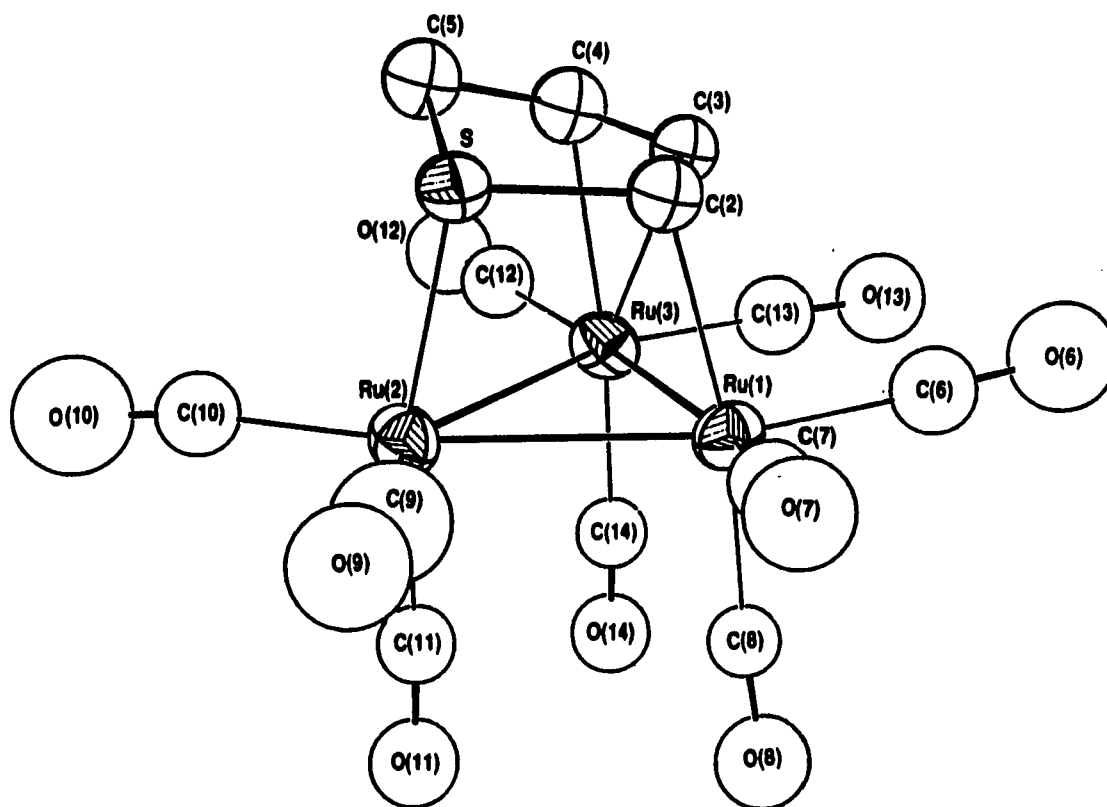 C(5)
C(4)
C(3)
S
C(2)
O(12)
C(12)
Ru(3)
C(13)
O(13)
Ru(2)
Ru(1)
O(6)
C(6)
O(10)
C(10)
C(7)
C(9)
O(7)
C(14)
O(9)
C(11)
O(14)
C(8)
O(11)
O(8)